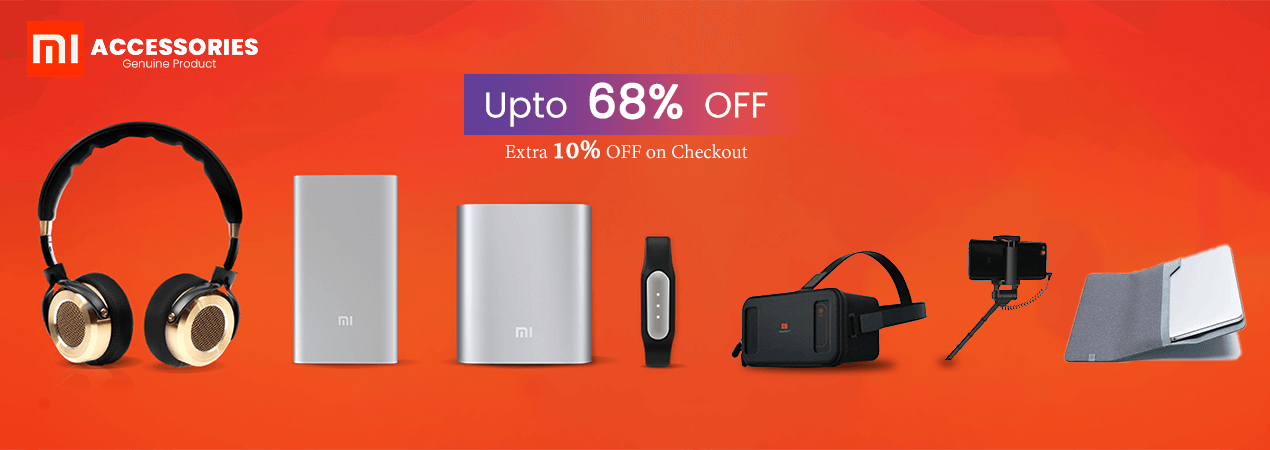 MI ACCESSORIES
Genuine Product
Upto 68% OFF
Extra 10% OFF on Checkout
MI
MI